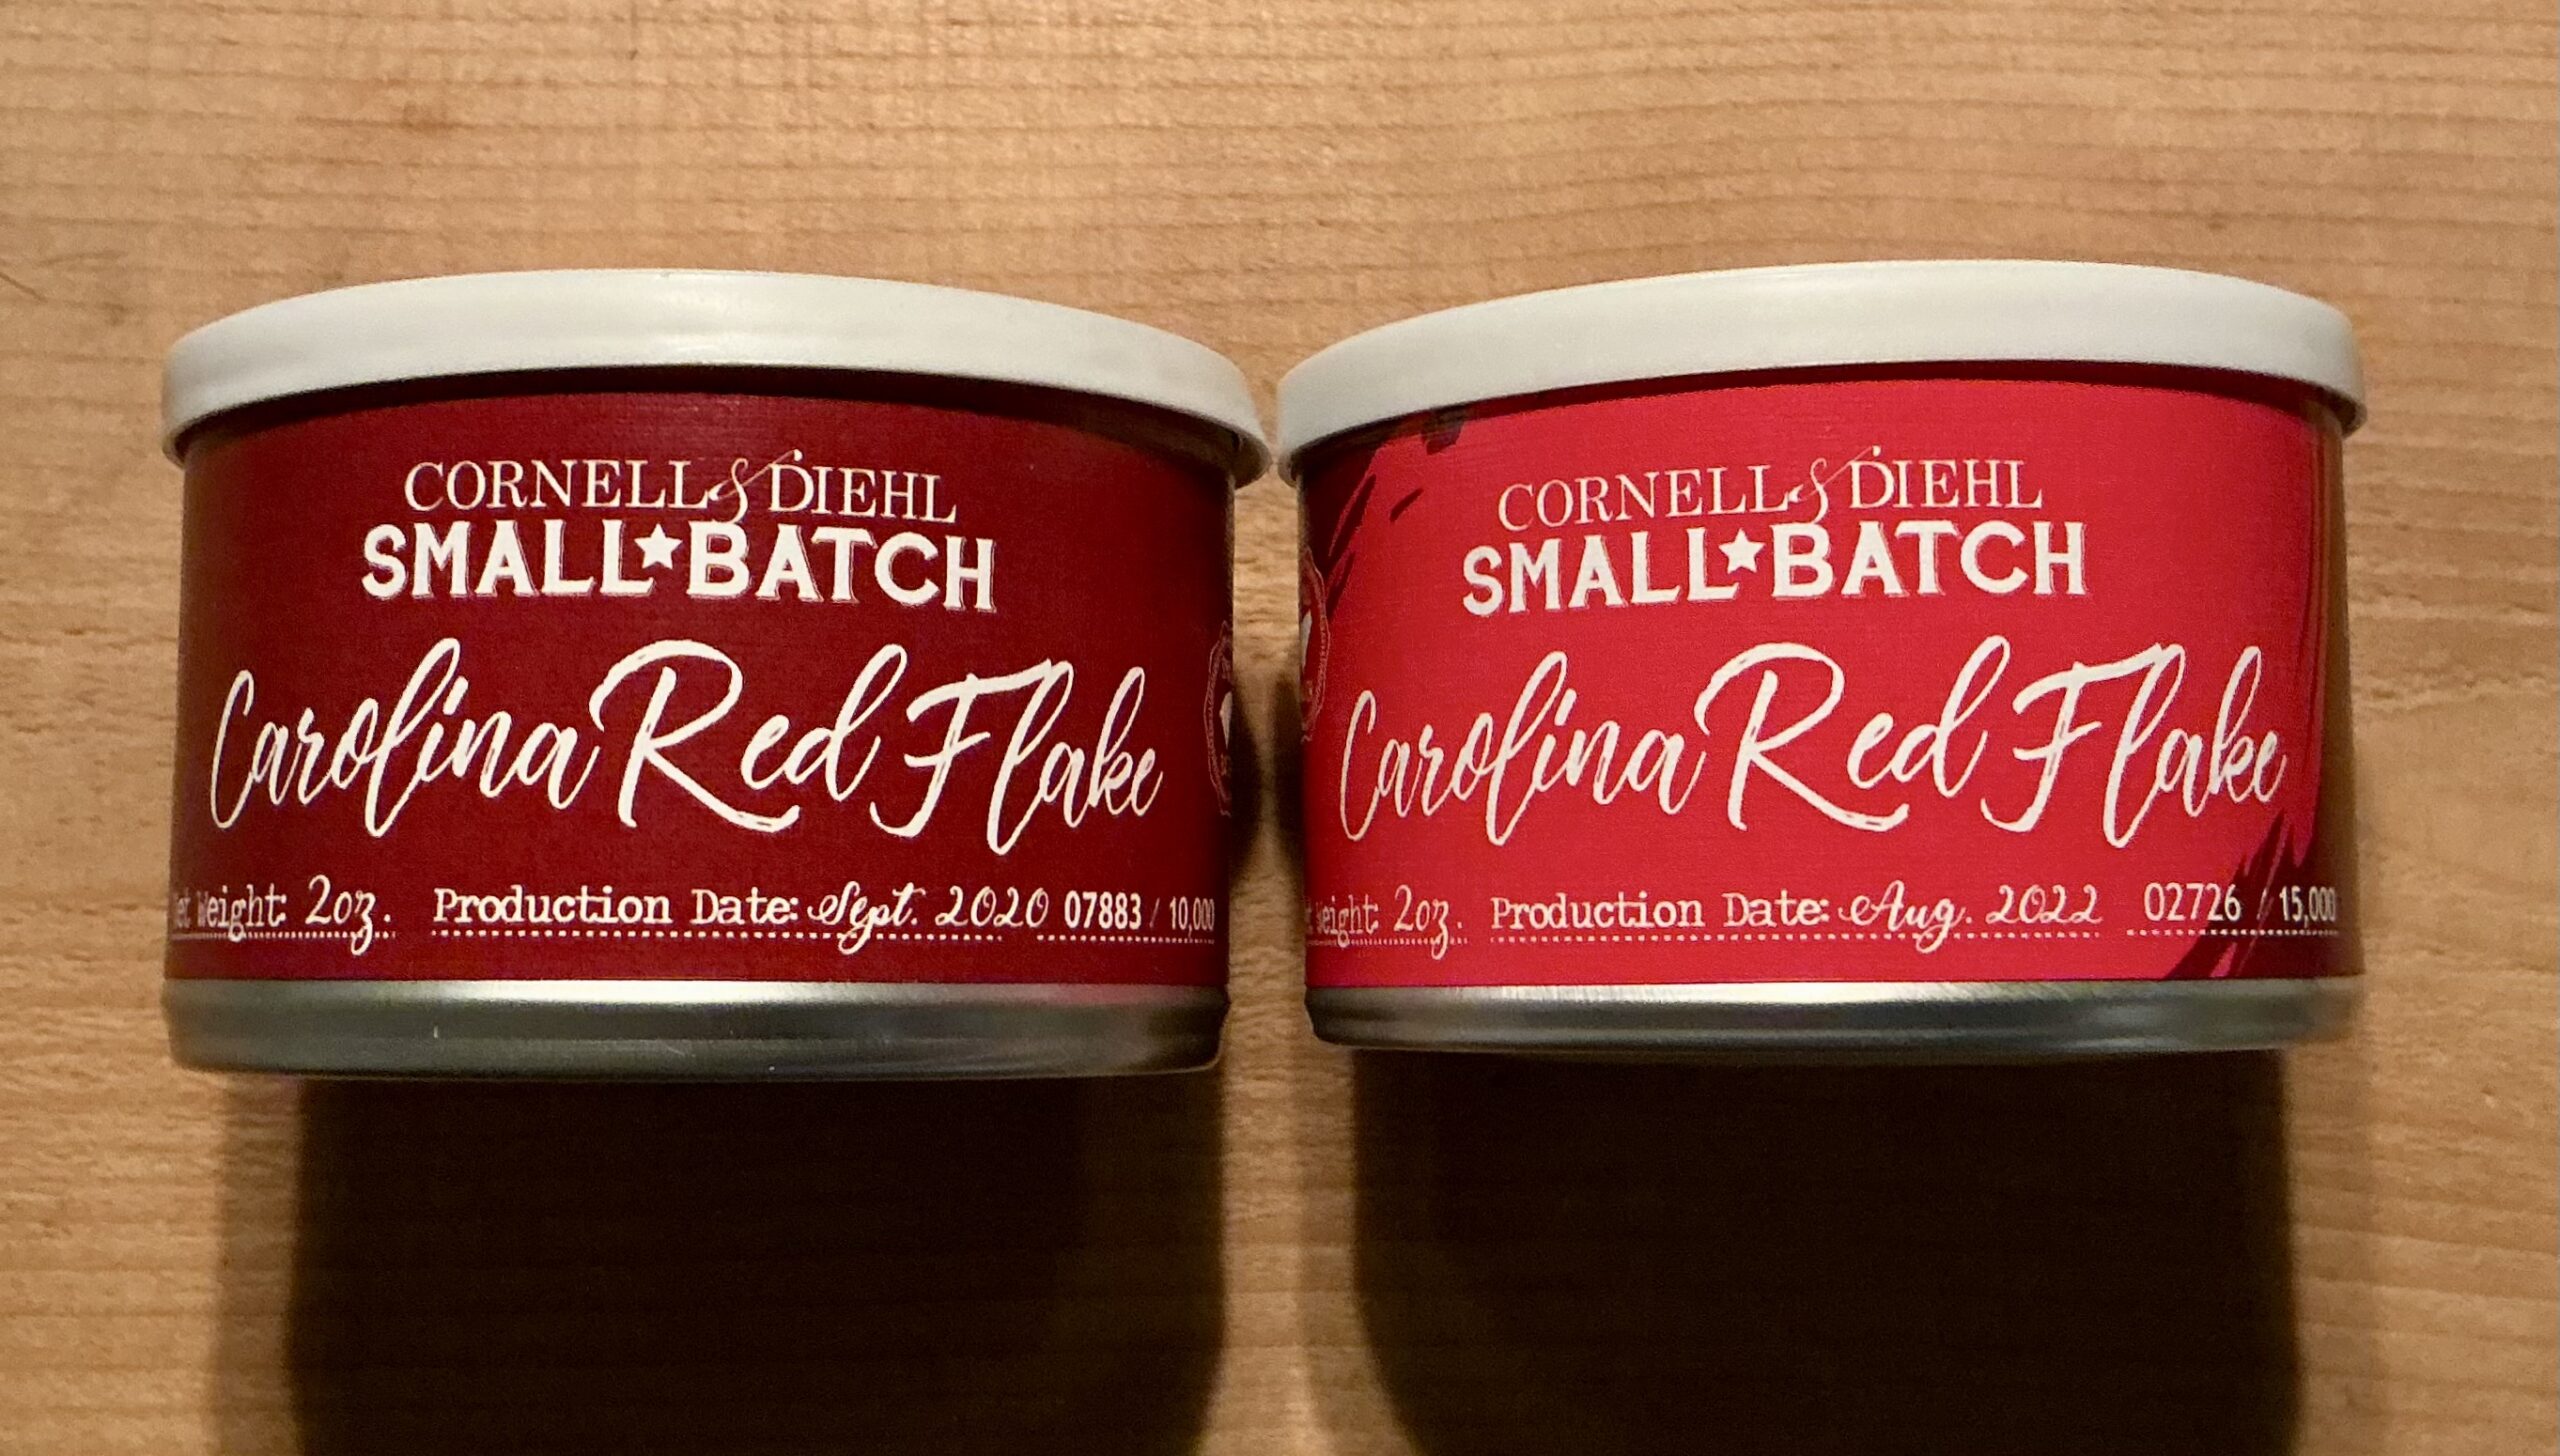 CORNELL & DIEHL
SMALL★BATCH
Carolina Red Flake
Net Weight: 2oz. Production Date: Sept. 2020 07883 / 10,000
CORNELL & DIEHL
SMALL★BATCH
Carolina Red Flake
Weight: 2oz. Production Date: Aug. 2022 02726 / 15,000